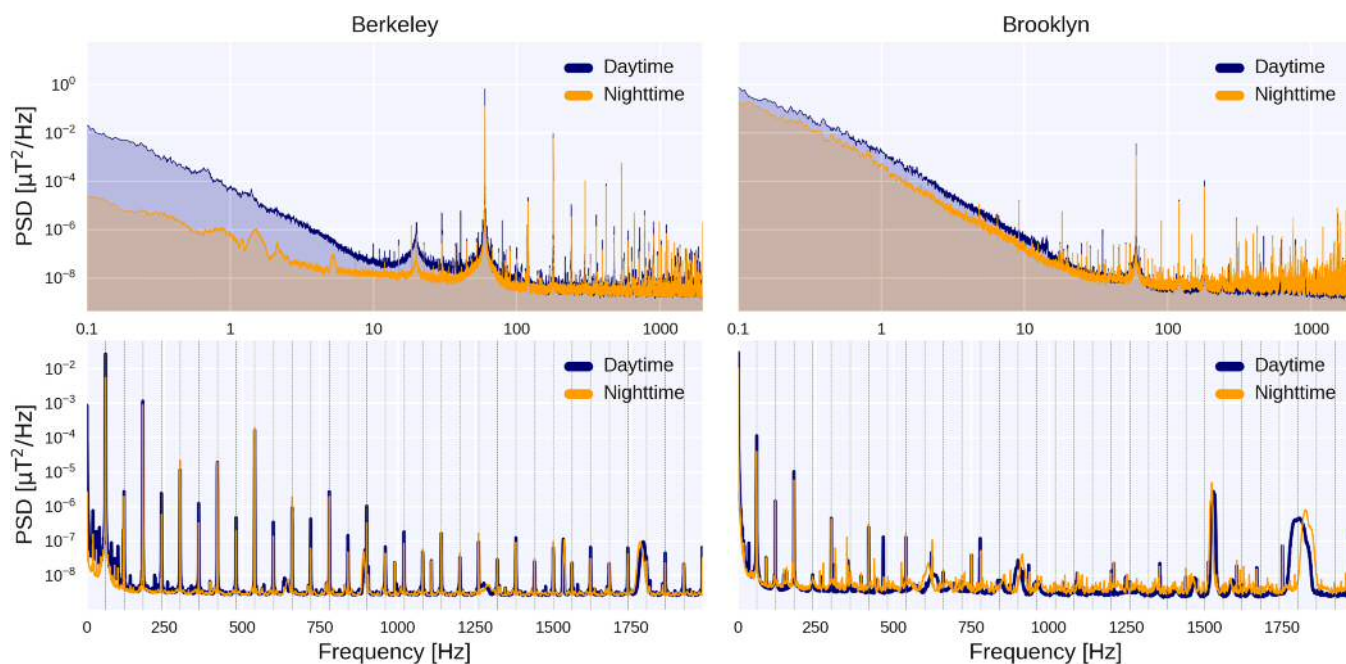 Berkeley
Brooklyn
PSD [µT²/Hz]
10⁰
10⁻²
10⁻⁴
10⁻⁶
10⁻⁸
Daytime
Nighttime
Daytime
Nighttime
0.1 1 10 100 1000
0.1 1 10 100 1000
PSD [µT²/Hz]
10⁻²
10⁻³
10⁻⁴
10⁻⁵
10⁻⁶
10⁻⁷
10⁻⁸
Daytime
Nighttime
Daytime
Nighttime
0 250 500 750 1000 1250 1500 1750
0 250 500 750 1000 1250 1500 1750
Frequency [Hz]
Frequency [Hz]